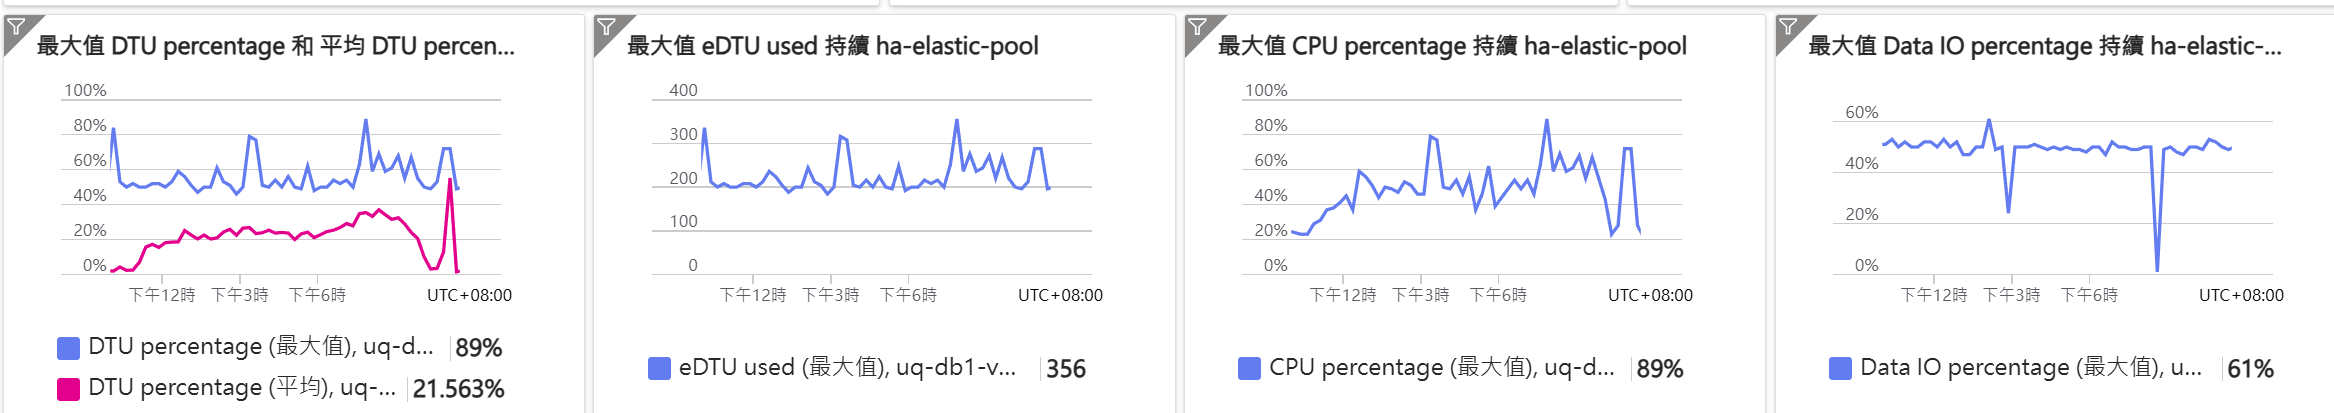 最大值 DTU percentage 和 平均 DTU percen...
100%
80%
60%
40%
20%
0%
下午12時 下午3時 下午6時 UTC+08:00
DTU percentage (最大值), uq-d... 89%
DTU percentage (平均), uq-... 21.563%
最大值 eDTU used 持續 ha-elastic-pool
400
300
200
100
0
下午12時 下午3時 下午6時 UTC+08:00
eDTU used (最大值), uq-db1-v... 356
最大值 CPU percentage 持續 ha-elastic-pool
100%
80%
60%
40%
20%
0%
下午12時 下午3時 下午6時 UTC+08:00
CPU percentage (最大值), uq-d... 89%
最大值 Data IO percentage 持續 ha-elastic-...
60%
40%
20%
0%
下午12時 下午3時 下午6時 UTC+08:00
Data IO percentage (最大值), u... 61%